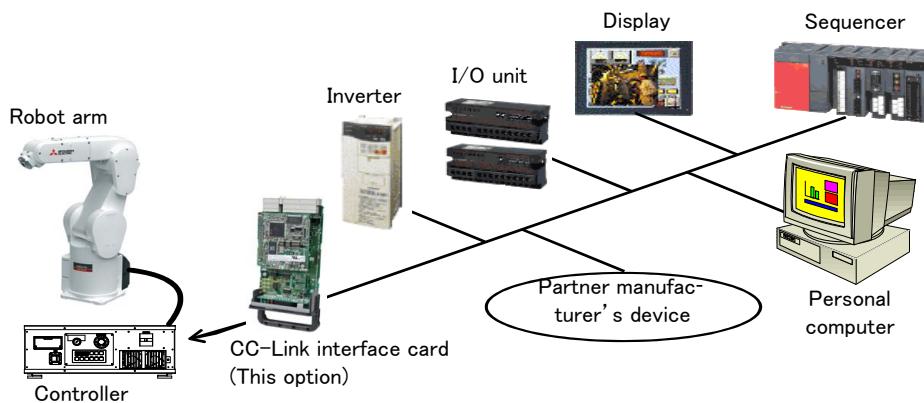 Display
Sequencer
I/O unit
Inverter
Robot arm
Partner manufac-
turer’s device
Personal
computer
CC-Link interface card
(This option)
Controller